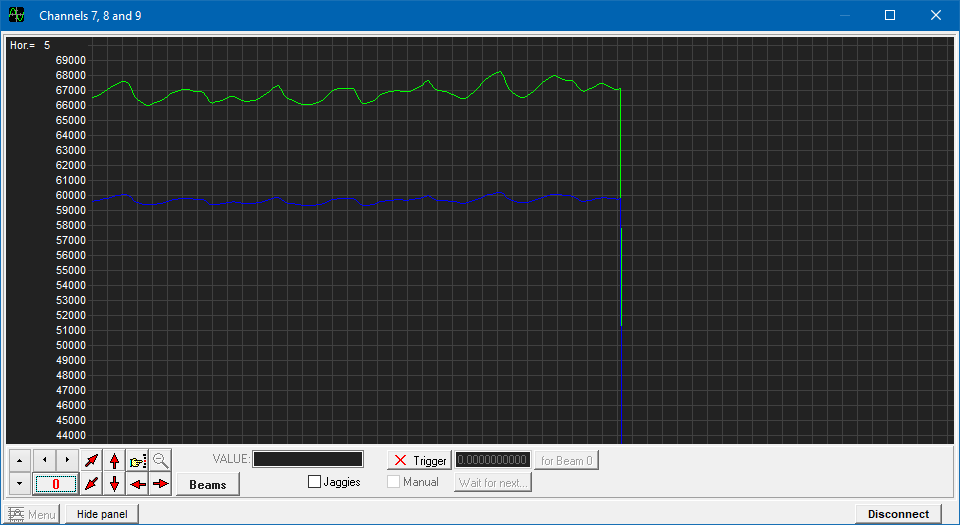 Channels 7, 8 and 9
Hor.= 5
69000
68000
67000
66000
65000
64000
63000
62000
61000
60000
59000
58000
57000
56000
55000
54000
53000
52000
51000
50000
49000
48000
47000
46000
45000
44000
VALUE:
Trigger
0.0000000000
for Beam 0
0
Beams
Jaggies
Manual
Wait for next...
Menu
Hide panel
Disconnect